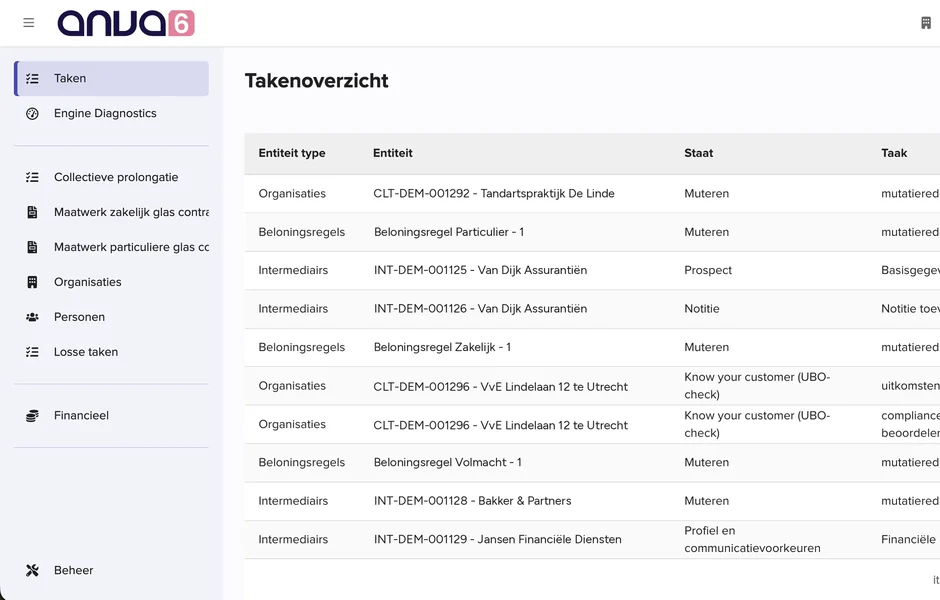 anva6
Taken
Engine Diagnostics
Collectieve prolongatie
Maatwerk zakelijk glas contra
Maatwerk particuliere glas co
Organisaties
Personen
Losse taken
Financieel
Beheer
Takenoverzicht
Entiteit type Entiteit Staat Taak
Organisaties CLT-DEM-001292 - Tandartspraktijk De Linde Muteren mutatiered
Beloningsregels Beloningsregel Particulier - 1 Muteren mutatiered
Intermediairs INT-DEM-001125 - Van Dijk Assurantiën Prospect Basisgegev
Intermediairs INT-DEM-001126 - Van Dijk Assurantiën Notitie Notitie toev
Beloningsregels Beloningsregel Zakelijk - 1 Muteren mutatiered
Organisaties CLT-DEM-001296 - VvE Lindelaan 12 te Utrecht Know your customer (UBO-
check) uitkomsten
Organisaties CLT-DEM-001296 - VvE Lindelaan 12 te Utrecht Know your customer (UBO- compliance
check) beoordelen
Beloningsregels Beloningsregel Volmacht - 1 Muteren mutatiered
Intermediairs INT-DEM-001128 - Bakker & Partners Muteren mutatiered
Intermediairs INT-DEM-001129 - Jansen Financiële Diensten Profiel en
communicatievoorkeuren Financiële
it